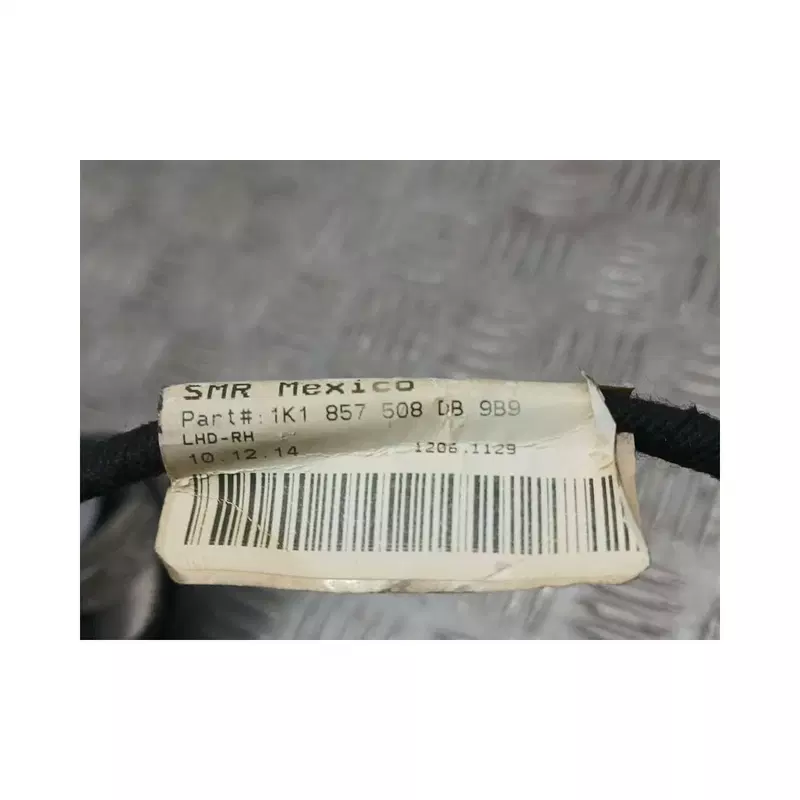 SMR Mexico
Part#: 1K1 857 508 DB 9B9
LHD-RH
10.12.14 1206.1129